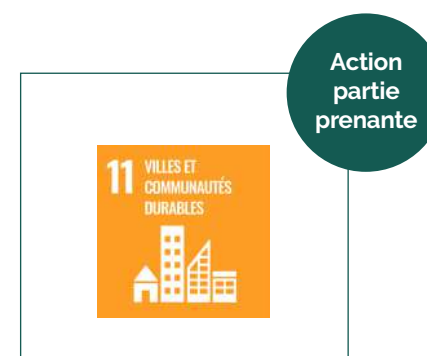 Action
partie
prenante
11 VILLES ET
COMMUNAUTÉS
DURABLES